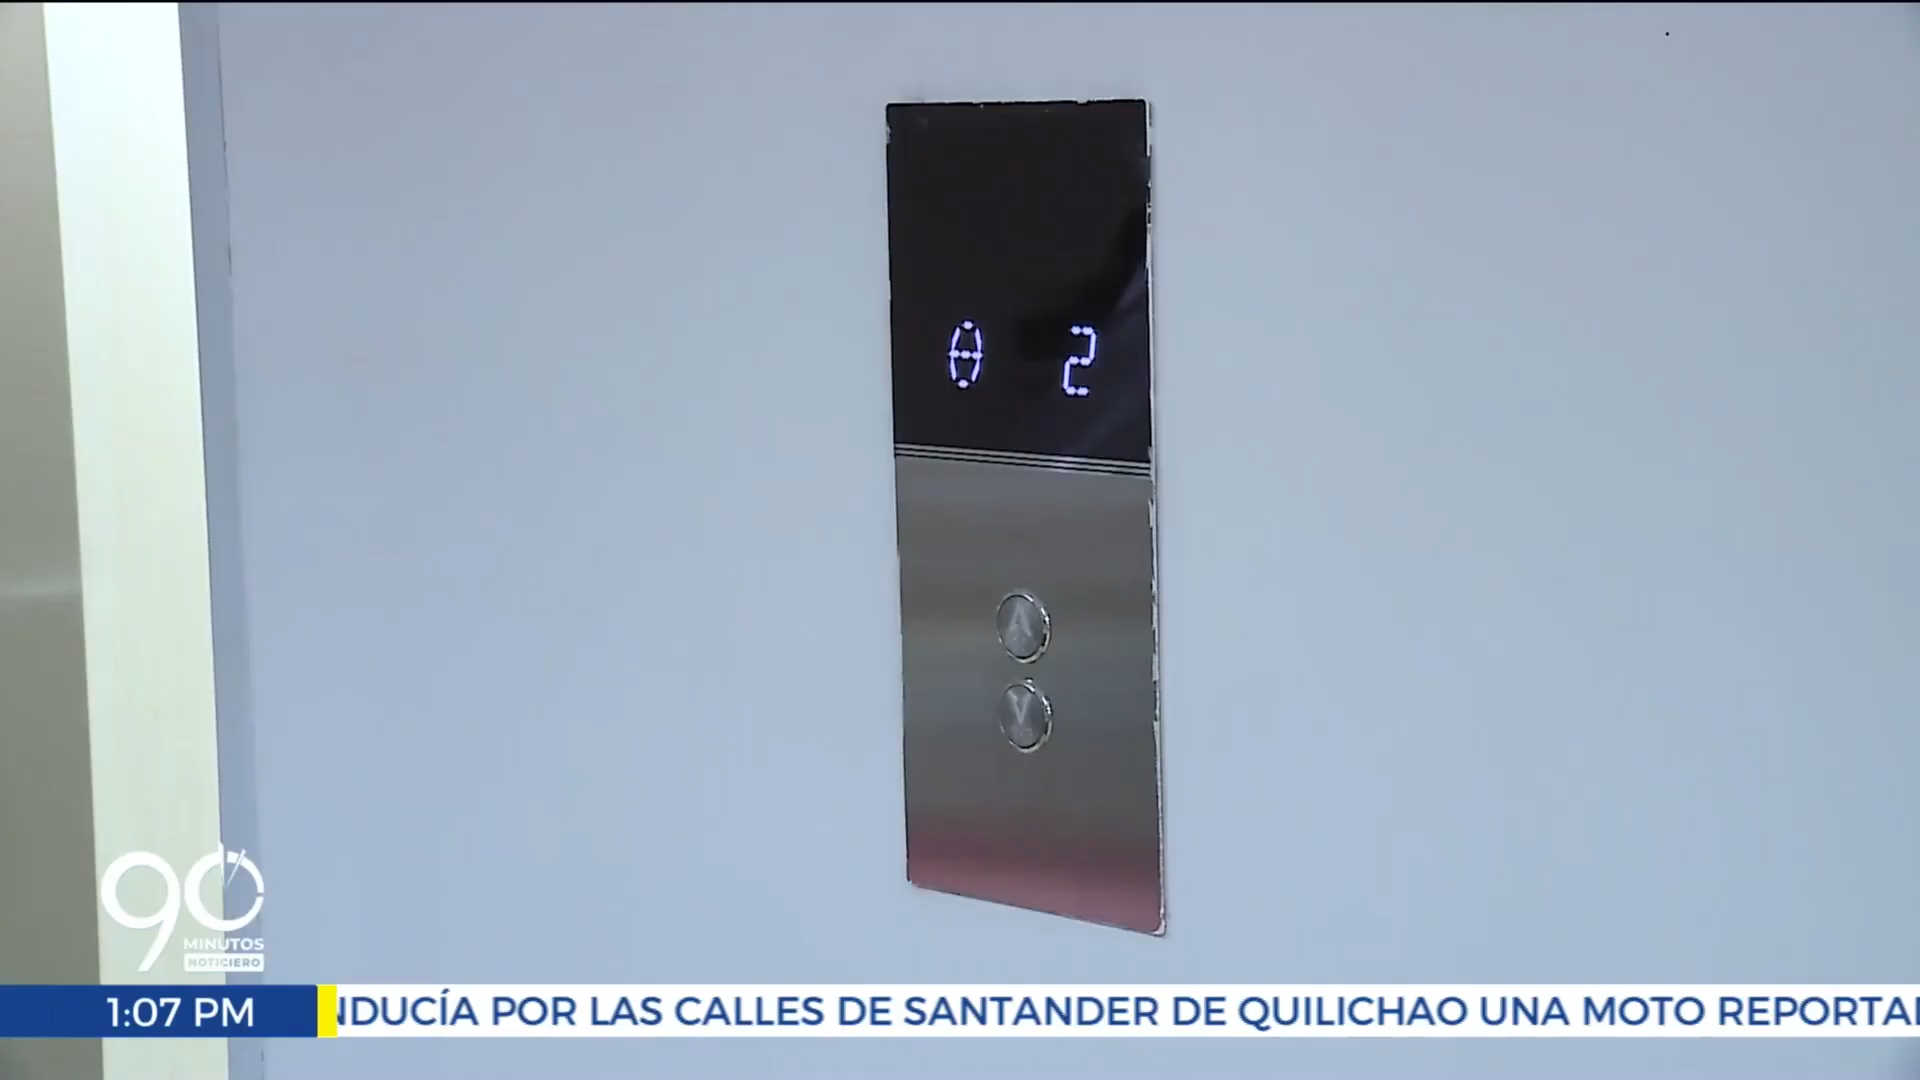 2
90
MINUTOS
NOTICIERO
1:07 PM
NDUCÍA POR LAS CALLES DE SANTANDER DE QUILICHAO UNA MOTO REPORTA